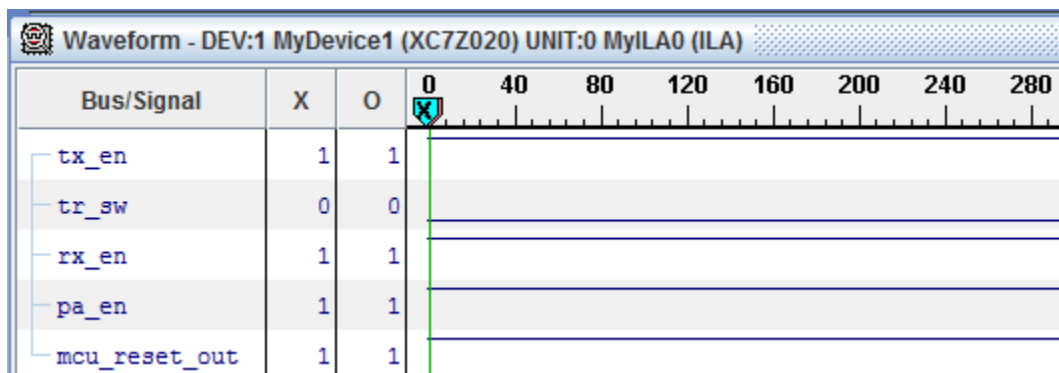 Waveform - DEV:1 MyDevice1 (XC7Z020) UNIT:0 MyILA0 (ILA)
Bus/Signal X O 0 40 80 120 160 200 240 280
X
tx_en 1 1
tr_sw 0 0
rx_en 1 1
pa_en 1 1
mcu_reset_out 1 1